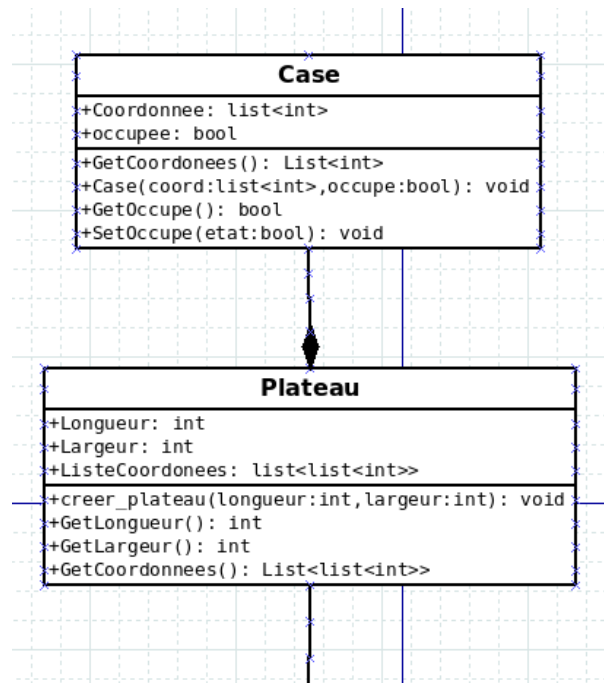 Case
+Coordonnee: list<int>
+occupee: bool
+GetCoordonees(): List<int>
+Case(coord:list<int>,occupe:bool): void
+GetOccupe(): bool
+SetOccupe(etat:bool): void
Plateau
+Longueur: int
+Largeur: int
+ListeCoordonees: list<list<int>>
+creer_plateau(longueur:int,largeur:int): void
+GetLongueur(): int
+GetLargeur(): int
+GetCoordonnees(): List<list<int>>